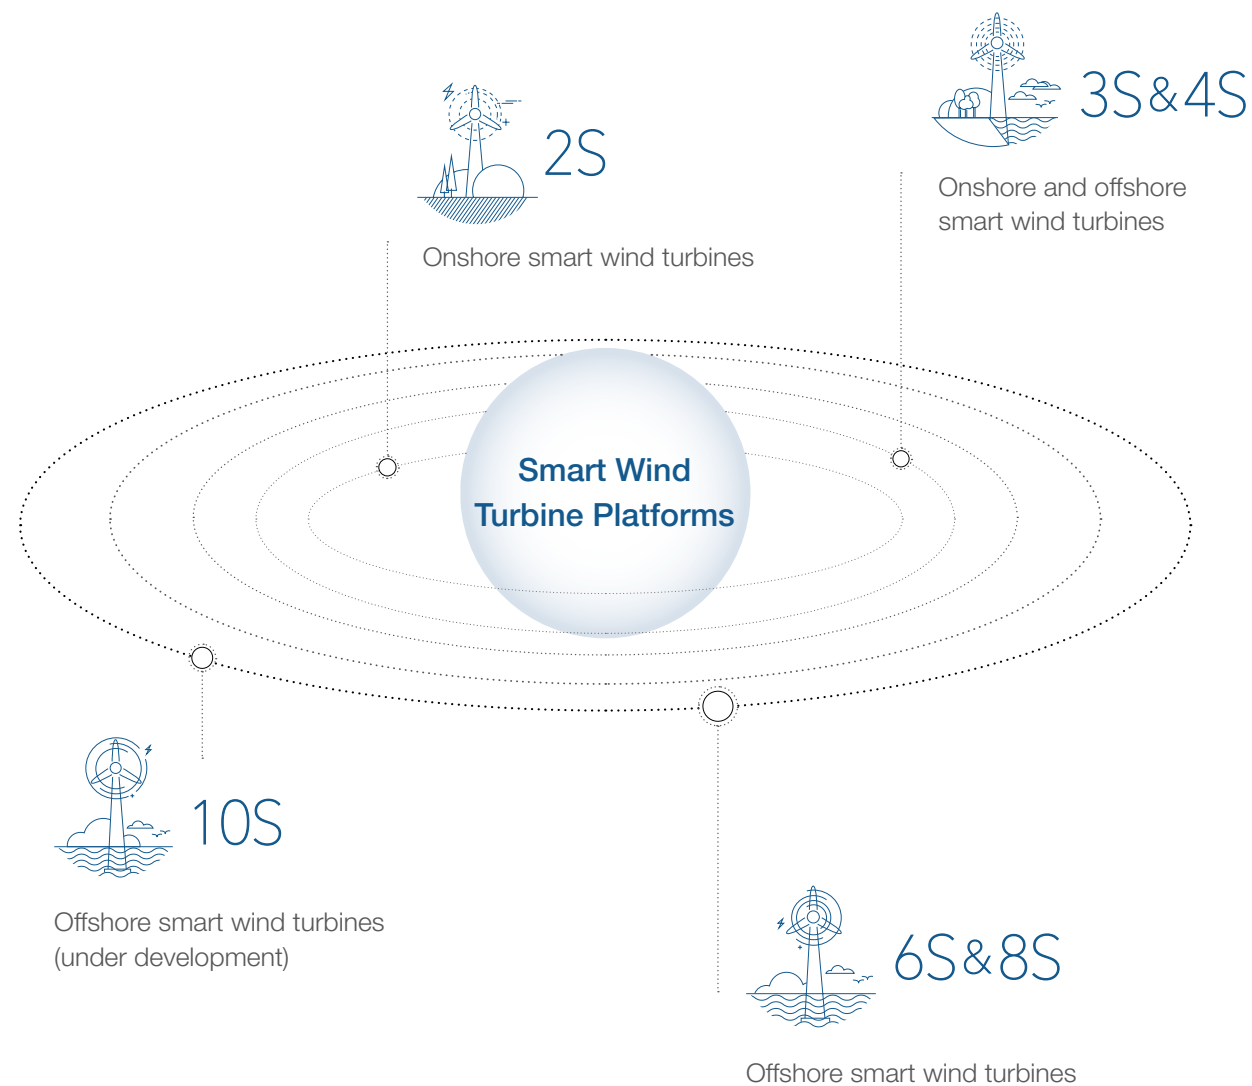 3S&4S
2S
Onshore and offshore
smart wind turbines
Onshore smart wind turbines
Smart Wind
Turbine Platforms
10S
Offshore smart wind turbines
(under development)
6S&8S
Offshore smart wind turbines